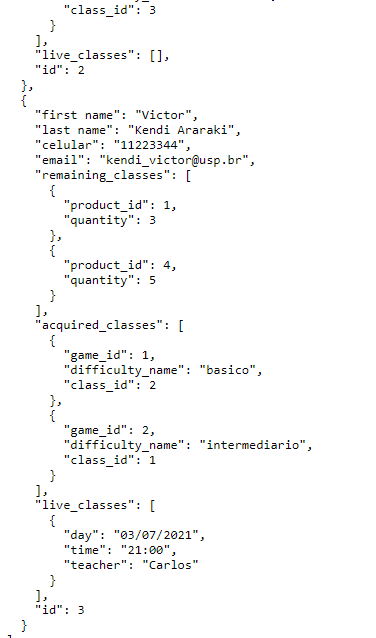 "class_id": 3
}
],
"live_classes": [],
"id": 2
},
{
"first name": "Victor",
"last name": "Kendi Araraki",
"celular": "11223344",
"email": "kendi_victor@usp.br",
"remaining_classes": [
{
"product_id": 1,
"quantity": 3
},
{
"product_id": 4,
"quantity": 5
}
],
"acquired_classes": [
{
"game_id": 1,
"difficulty_name": "basico",
"class_id": 2
},
{
"game_id": 2,
"difficulty_name": "intermediario",
"class_id": 1
}
],
"live_classes": [
{
"day": "03/07/2021",
"time": "21:00",
"teacher": "Carlos"
}
],
"id": 3
}